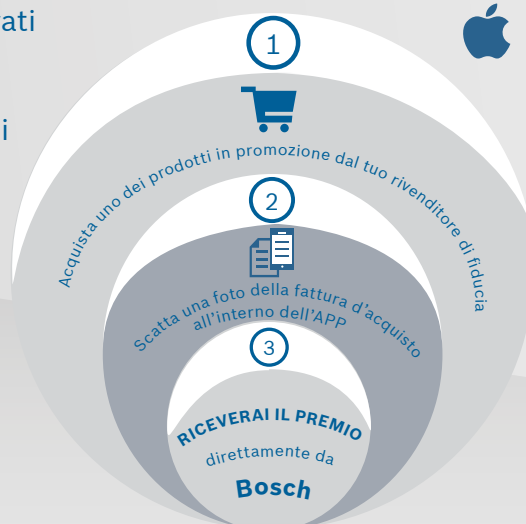 ati
i
1
Acquista uno dei prodotti in promozione dal tuo rivenditore di fiducia
2
Scatta una foto della fattura d'acquisto
all'interno dell'APP
3
RICEVERAI IL PREMIO
direttamente da
Bosch